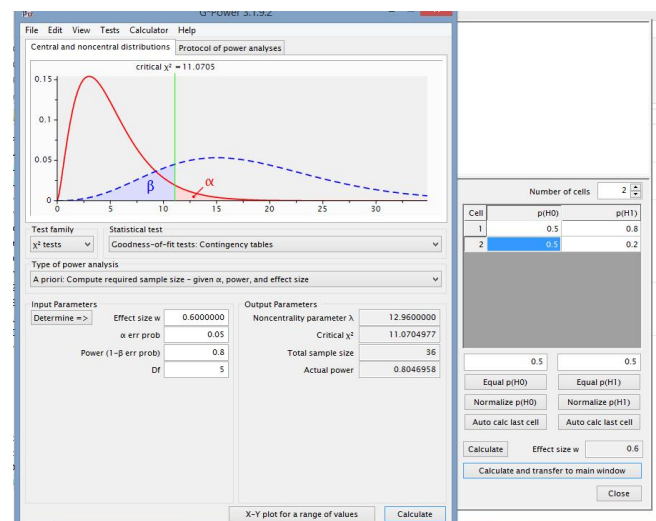 G*Power 3.1.9.2
File Edit View Tests Calculator Help
Central and noncentral distributions Protocol of power analyses
critical χ² = 11.0705
0.15
0.1
0.05
0
β
α
0 5 10 15 20 25 30
Test family Statistical test
χ² tests Goodness-of-fit tests: Contingency tables
Type of power analysis
A priori: Compute required sample size – given α, power, and effect size
Input Parameters
Determine => Effect size w 0.6000000
α err prob 0.05
Power (1-β err prob) 0.8
Df 5
Output Parameters
Noncentrality parameter λ 12.9600000
Critical χ² 11.0704977
Total sample size 36
Actual power 0.8046958
X-Y plot for a range of values Calculate
Number of cells 2
Cell p(H0) p(H1)
1 0.5 0.8
2 0.5 0.2
0.5 0.5
Equal p(H0) Equal p(H1)
Normalize p(H0) Normalize p(H1)
Auto calc last cell Auto calc last cell
Calculate Effect size w 0.6
Calculate and transfer to main window
Close